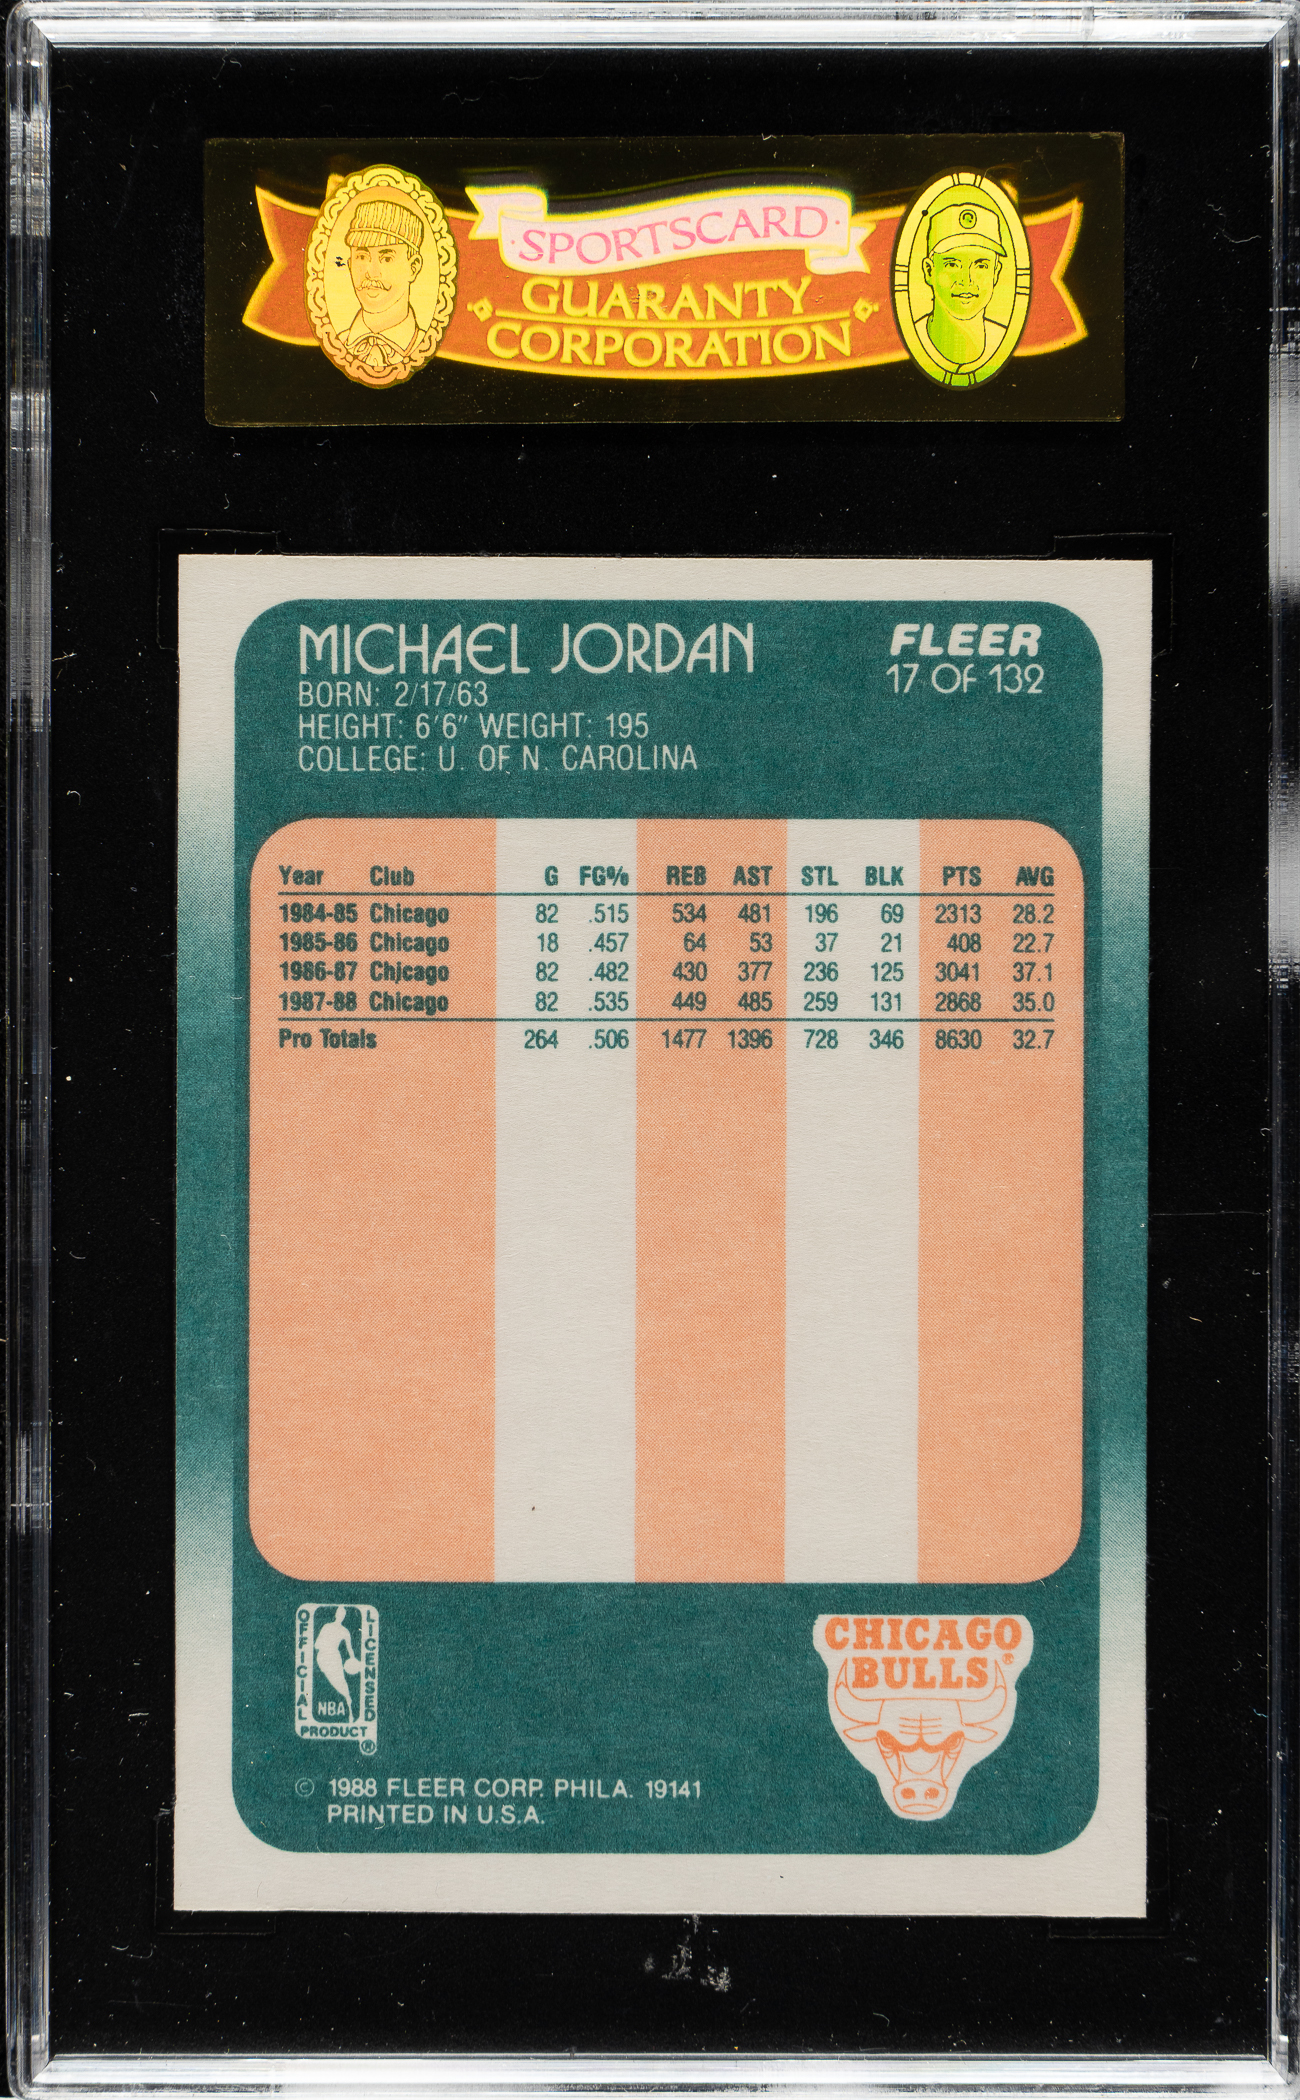 SPORTSCARD
GUARANTY
CORPORATION
MICHAEL JORDAN
BORN: 2/17/63
HEIGHT: 6'6" WEIGHT: 195
COLLEGE: U. OF N. CAROLINA
FLEER
17 OF 132
Year Club G FG% REB AST STL BLK PTS AVG
1984-85 Chicago 82 .515 534 481 196 69 2313 28.2
1985-86 Chicago 18 .457 64 53 37 21 408 22.7
1986-87 Chicago 82 .482 430 377 236 125 3041 37.1
1987-88 Chicago 82 .535 449 485 259 131 2868 35.0
Pro Totals 264 .506 1477 1396 728 346 8630 32.7
OFFICIAL
LICENSED
NBA
PRODUCT
®
CHICAGO
BULLS®
© 1988 FLEER CORP. PHILA. 19141
PRINTED IN U.S.A.